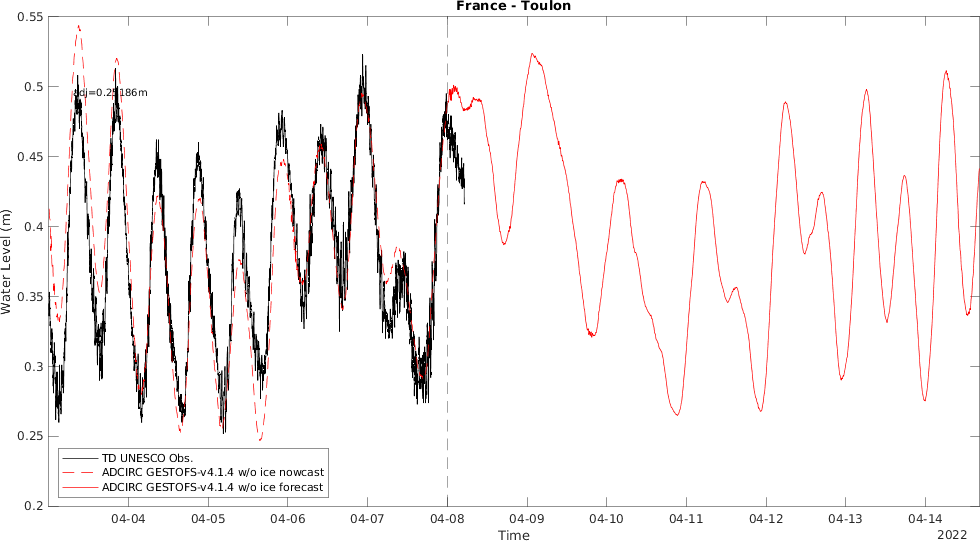 France - Toulon
0.55
0.5
0.45
0.4
0.35
0.3
0.25
0.2
Water Level (m)
TD UNESCO Obs.
ADCIRC GESTOFS-v4.1.4 w/o ice nowcast
ADCIRC GESTOFS-v4.1.4 w/o ice forecast
04-04 04-05 04-06 04-07 04-08 04-09 04-10 04-11 04-12 04-13 04-14
Time
2022